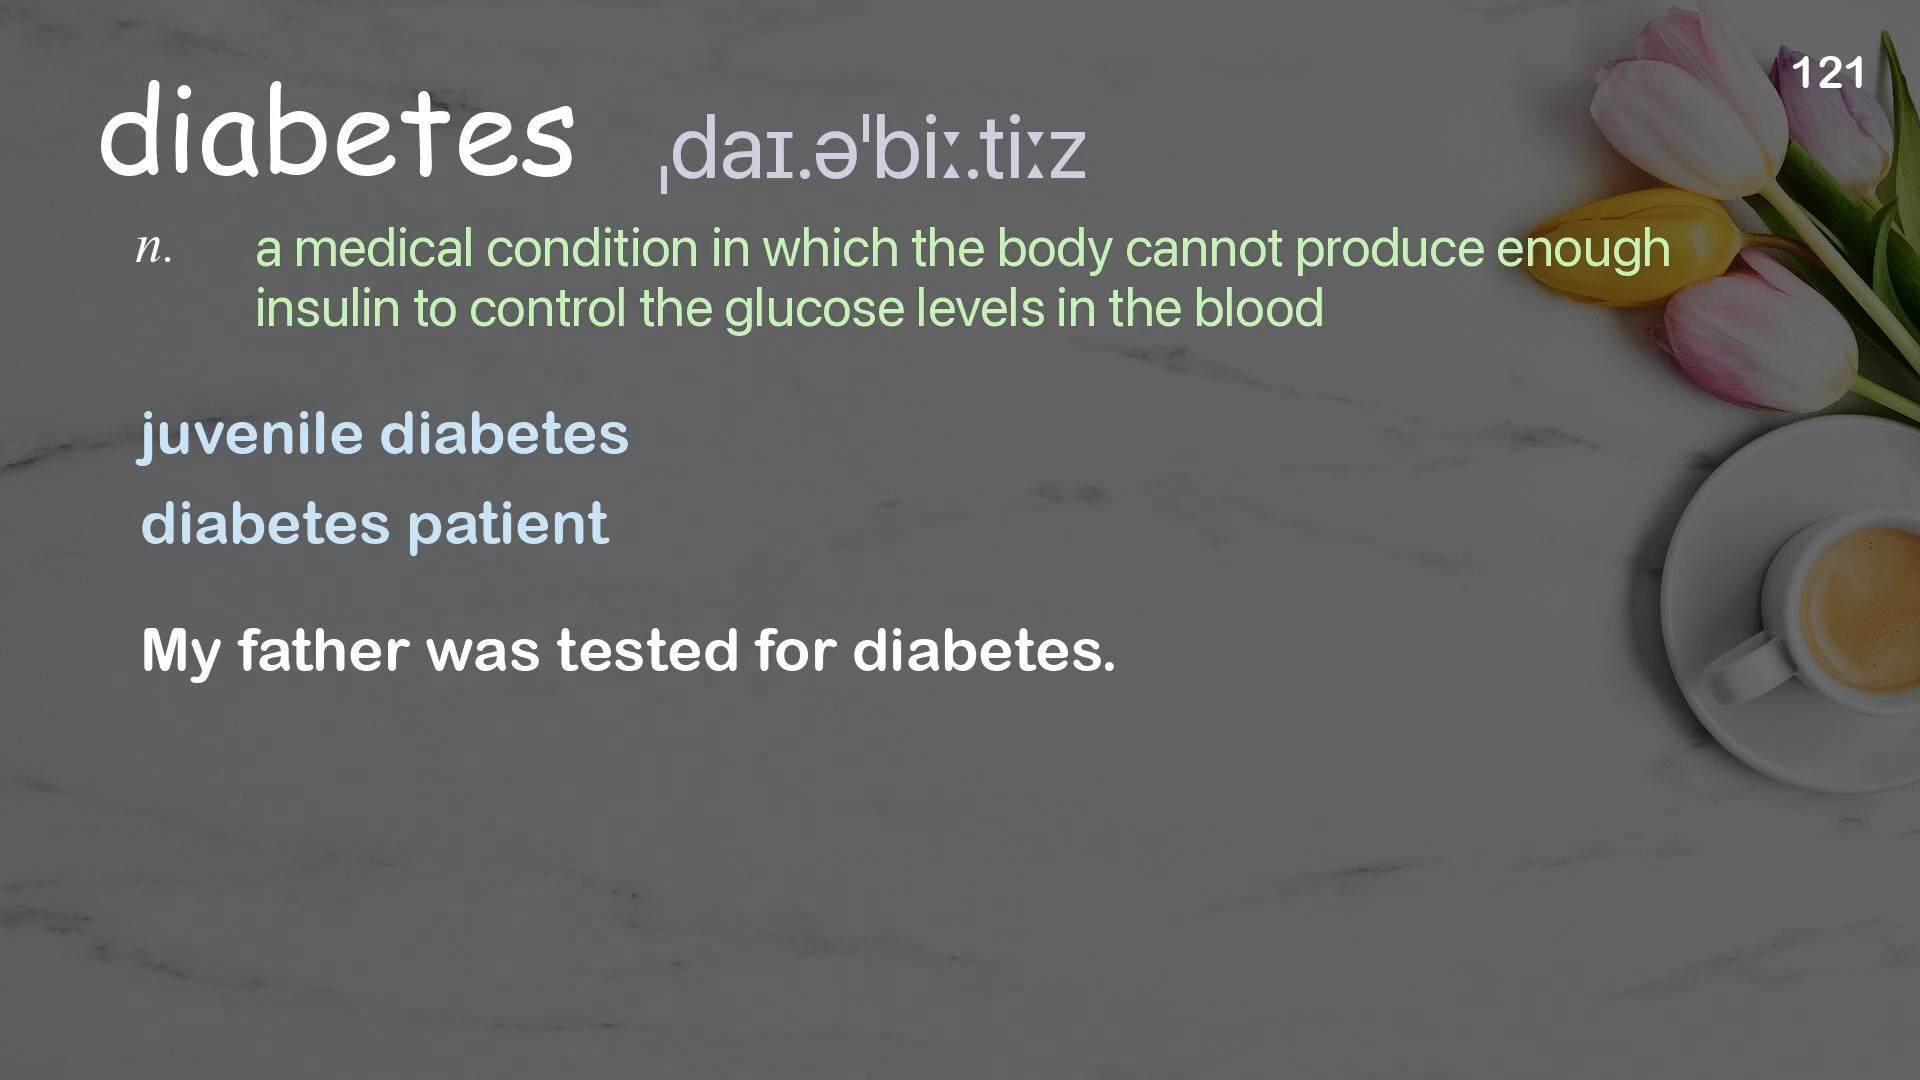 121
diabetes ˌdaɪ.əˈbiː.tiːz
n. a medical condition in which the body cannot produce enough
insulin to control the glucose levels in the blood
juvenile diabetes
diabetes patient
My father was tested for diabetes.